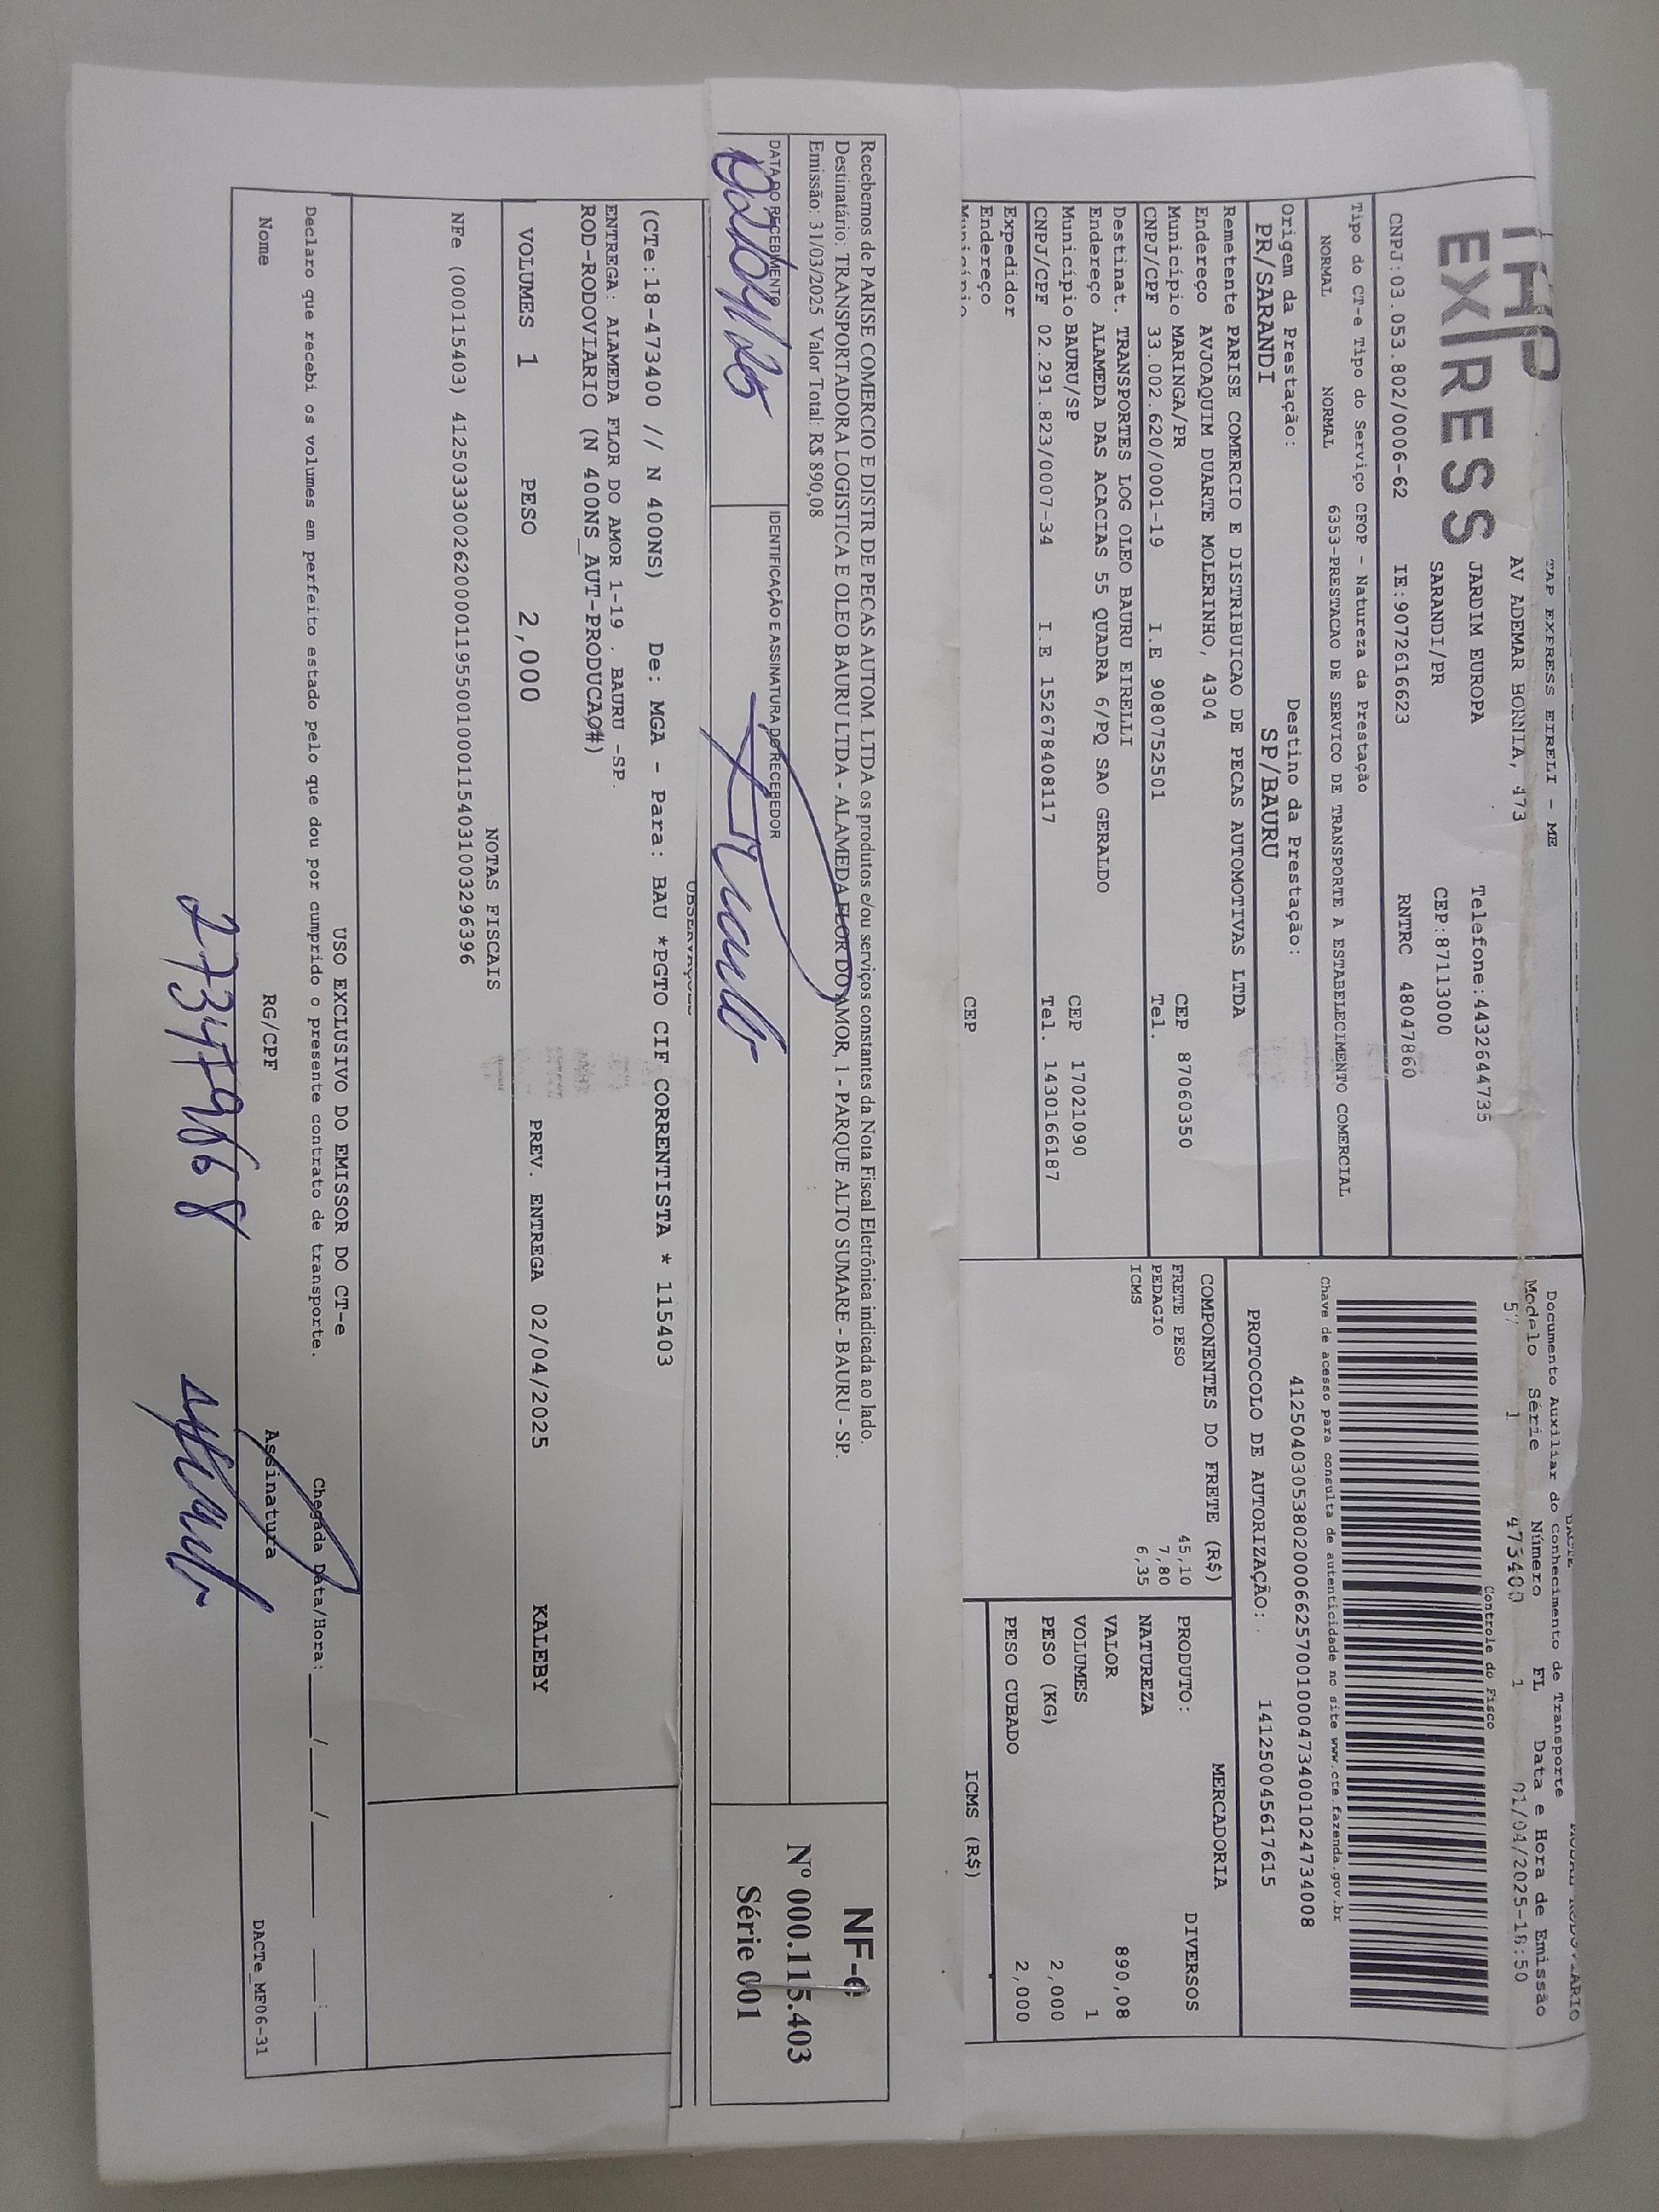 TAP EXPRESS EIRELI - ME
EXPRESS
AV ADEMAR BORNIA, 473
JARDIM EUROPA
SARANDI/PR
Telefone:4432644735
CEP:87113000
CNPJ:03.053.802/0006-62 IE:9072616623 RNTRC 48047860
Documento Auxiliar do Conhecimento de Transporte
Modelo Série Número FL Data e Hora de Emissão
57 1 473400 1
Controle do Fisco
Chave de acesso para consulta de autenticidade no site www.cte.fazenda.gov.br
41250403053802000662570010004734001024734008
PROTOCOLO DE AUTORIZAÇÃO: 141250045617615
Tipo do CT-e Tipo do Serviço CFOP - Natureza da Prestação
NORMAL NORMAL 6353-PRESTACAO DE SERVICO DE TRANSPORTE A ESTABELECIMENTO COMERCIAL
Origem da Prestação: Destino da Prestação:
PR/SARANDI SP/BAURU
Remetente PARISE COMERCIO E DISTRIBUICAO DE PECAS AUTOMOTIVAS LTDA
Endereço AVJOAQUIM DUARTE MOLERINHO, 4304
Município MARINGA/PR CEP 87060350
CNPJ/CPF 33.002.620/0001-19 I.E 9080752501 Tel.
Destinat. TRANSPORTES LOG OLEO BAURU EIRELLI
Endereço ALAMEDA DAS ACACIAS 55 QUADRA 6/PQ SAO GERALDO
Município BAURU/SP CEP 17021090
CNPJ/CPF 02.291.823/0007-34 I.E 152678408117 Tel. 1430166187
Expedidor
Endereço
Município CEP
COMPONENTES DO FRETE (R$)
FRETE PESO 45,10
PEDAGIO 7,80
ICMS 6,35
MERCADORIA
PRODUTO: DIVERSOS
NATUREZA
VALOR 890,08
VOLUMES 1
PESO (KG) 2,000
PESO CUBADO 2,000
ICMS (R$)
Recebemos de PARISE COMERCIO E DISTR DE PECAS AUTOM. LTDA os produtos e/ou serviços constantes da Nota Fiscal Eletrônica indicada ao lado.
Destinatário: TRANSPORTADORA LOGISTICA E OLEO BAURU LTDA - ALAMEDA FLOR DO AMOR, 1 - PARQUE ALTO SUMARE - BAURU - SP.
Emissão: 31/03/2025 Valor Total: R$ 890,08
DATA DO RECEBIMENTO IDENTIFICAÇÃO E ASSINATURA DO RECEBEDOR
02/04/25
NF-e
Nº 000.115.403
Série 001
OBSERVAÇÕES
(CTe:18-473400 // N 400NS) De: MGA - Para: BAU *PGTO CIF CORRENTISTA * 115403
ENTREGA: ALAMEDA FLOR DO AMOR 1-19 . BAURU -SP.
ROD-RODOVIARIO (N 400NS_AUT-PRODUCAO#)
VOLUMES 1 PESO 2,000 PREV. ENTREGA 02/04/2025 KALEBY
NOTAS FISCAIS
NFe (000115403) 41250333002620000119550010001154031003296396
USO EXCLUSIVO DO EMISSOR DO CT-e
Declaro que recebi os volumes em perfeito estado pelo que dou por cumprido o presente contrato de transporte. Chegada Data/Hora: ____/____/____ ____:____
Nome RG/CPF Assinatura DACTe_MF06-31